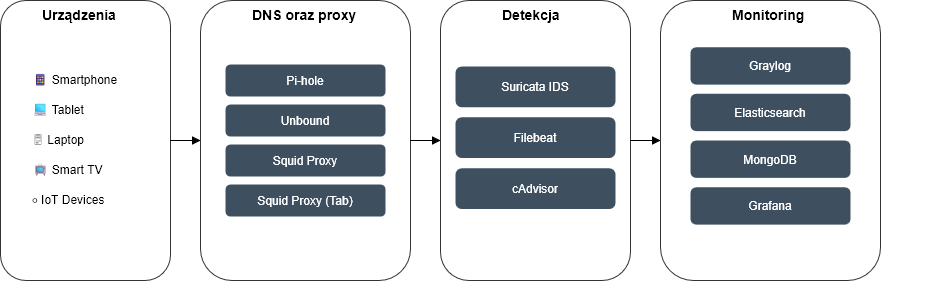 Urządzenia
Smartphone
Tablet
Laptop
Smart TV
IoT Devices
DNS oraz proxy
Pi-hole
Unbound
Squid Proxy
Squid Proxy (Tab)
Detekcja
Suricata IDS
Filebeat
cAdvisor
Monitoring
Graylog
Elasticsearch
MongoDB
Grafana